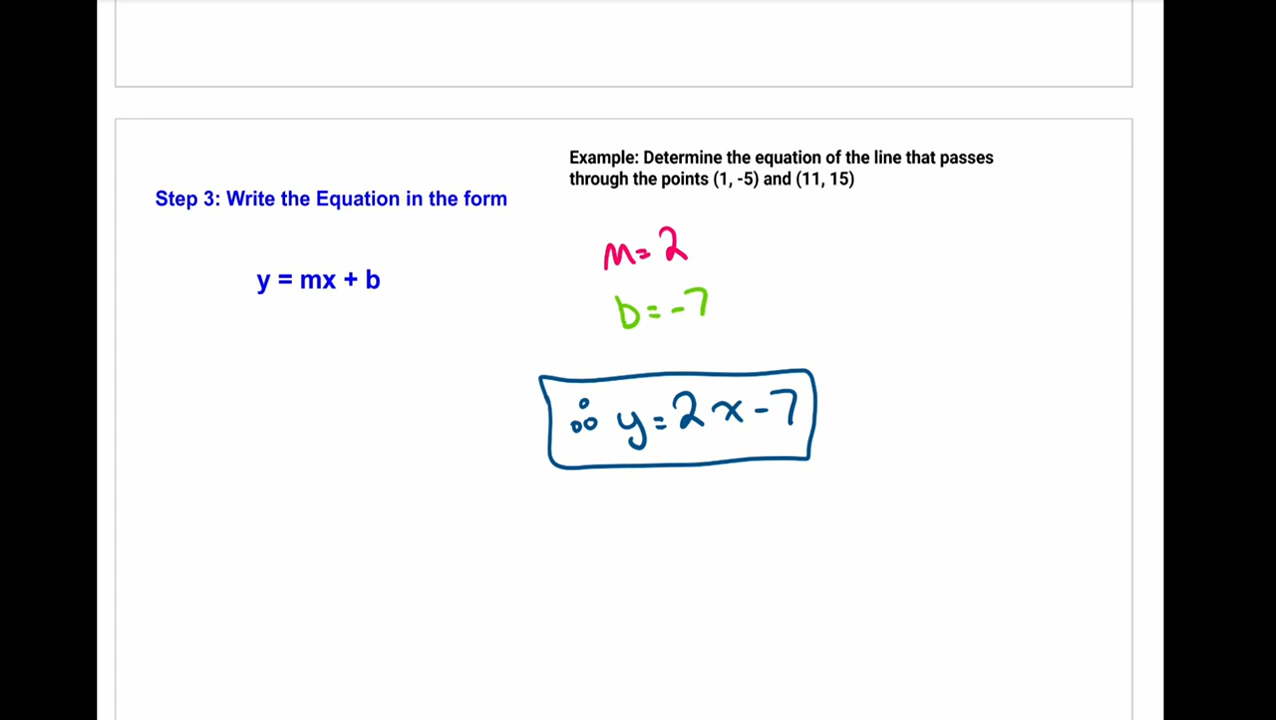 Example: Determine the equation of the line that passes
through the points (1, -5) and (11, 15)
Step 3: Write the Equation in the form
y = mx + b
m=2
b=-7
∴ y=2x-7